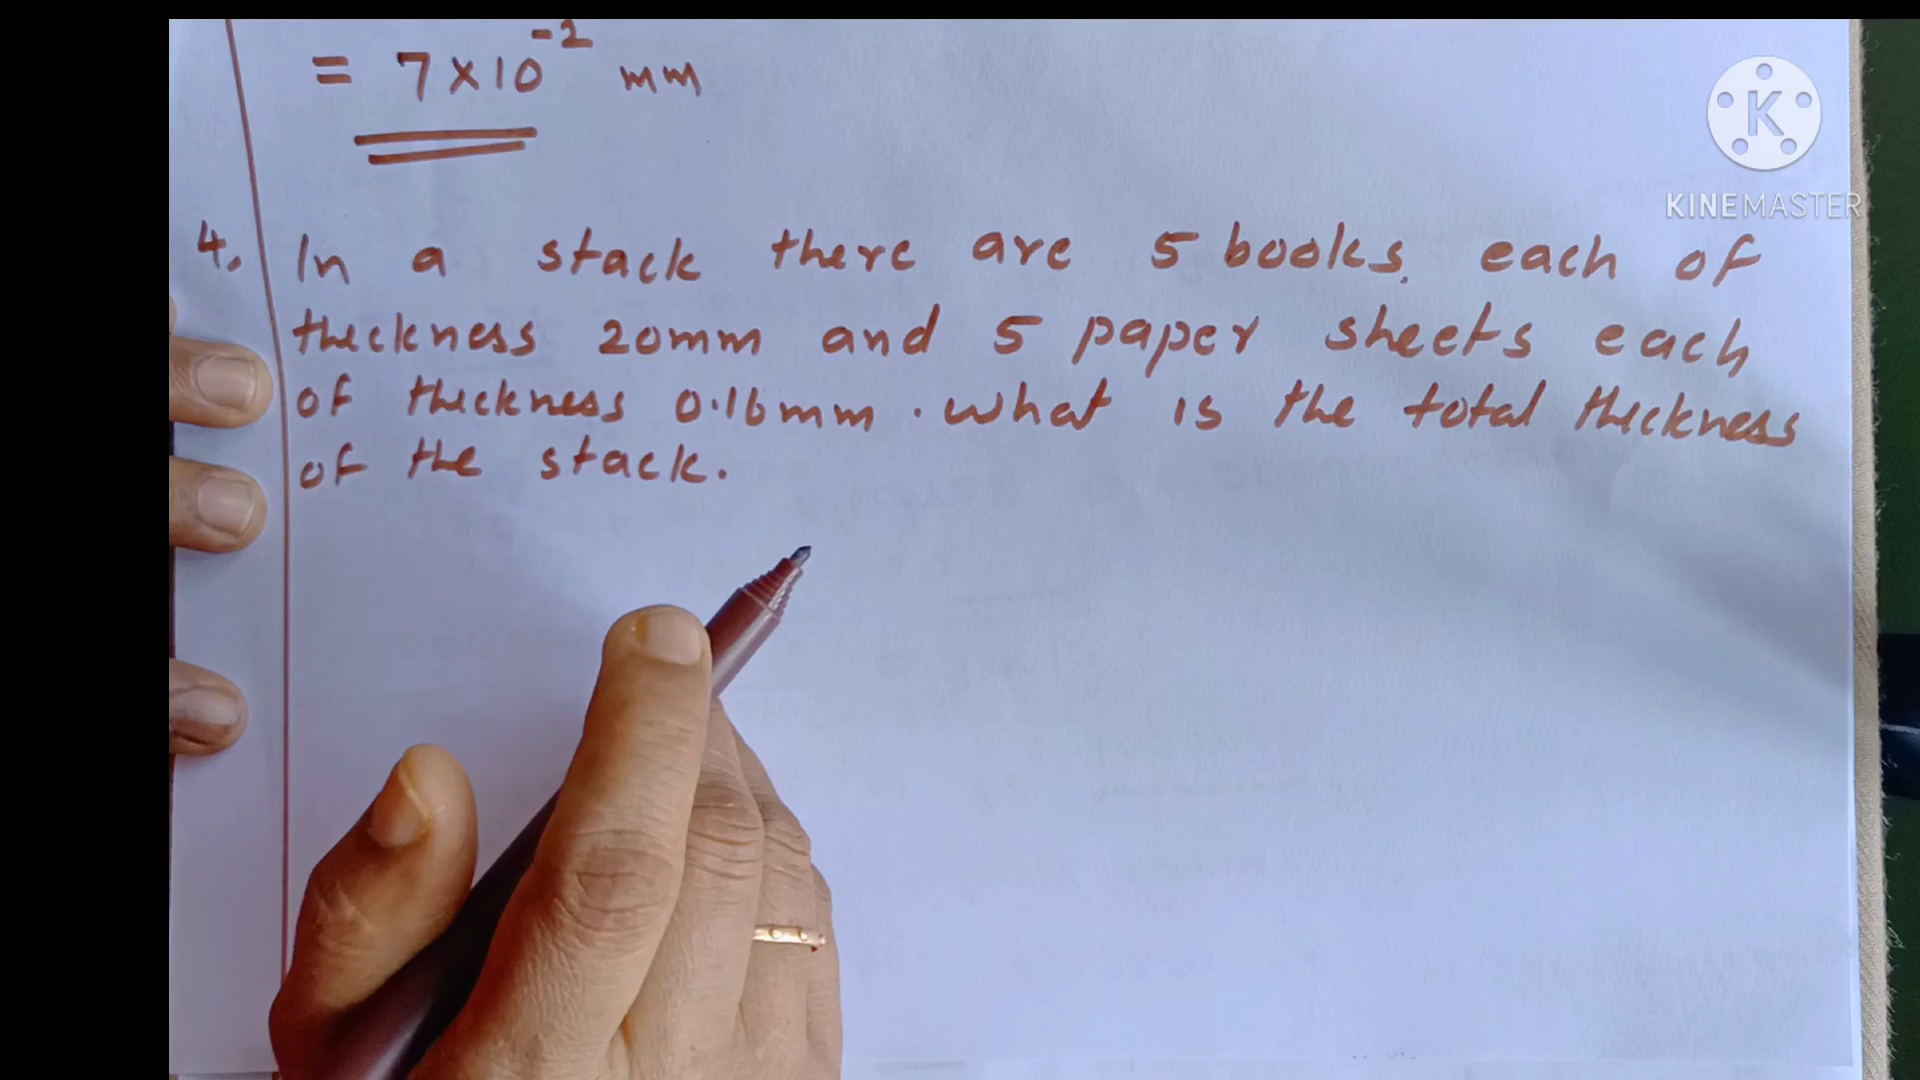 = 7×10⁻² mm
KINEMASTER
4. In a stack there are 5 books. each of
thickness 20mm and 5 paper sheets each
of thickness 0.16mm. what is the total thickness
of the stack.